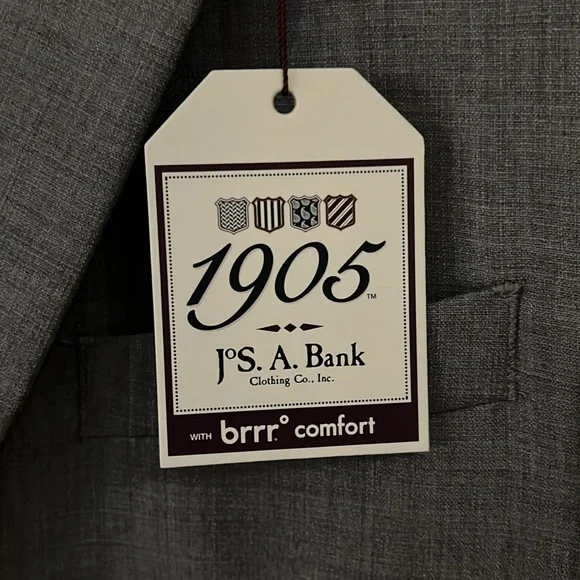 1905™
JOS. A. Bank
Clothing Co., Inc.
WITH brrr° comfort